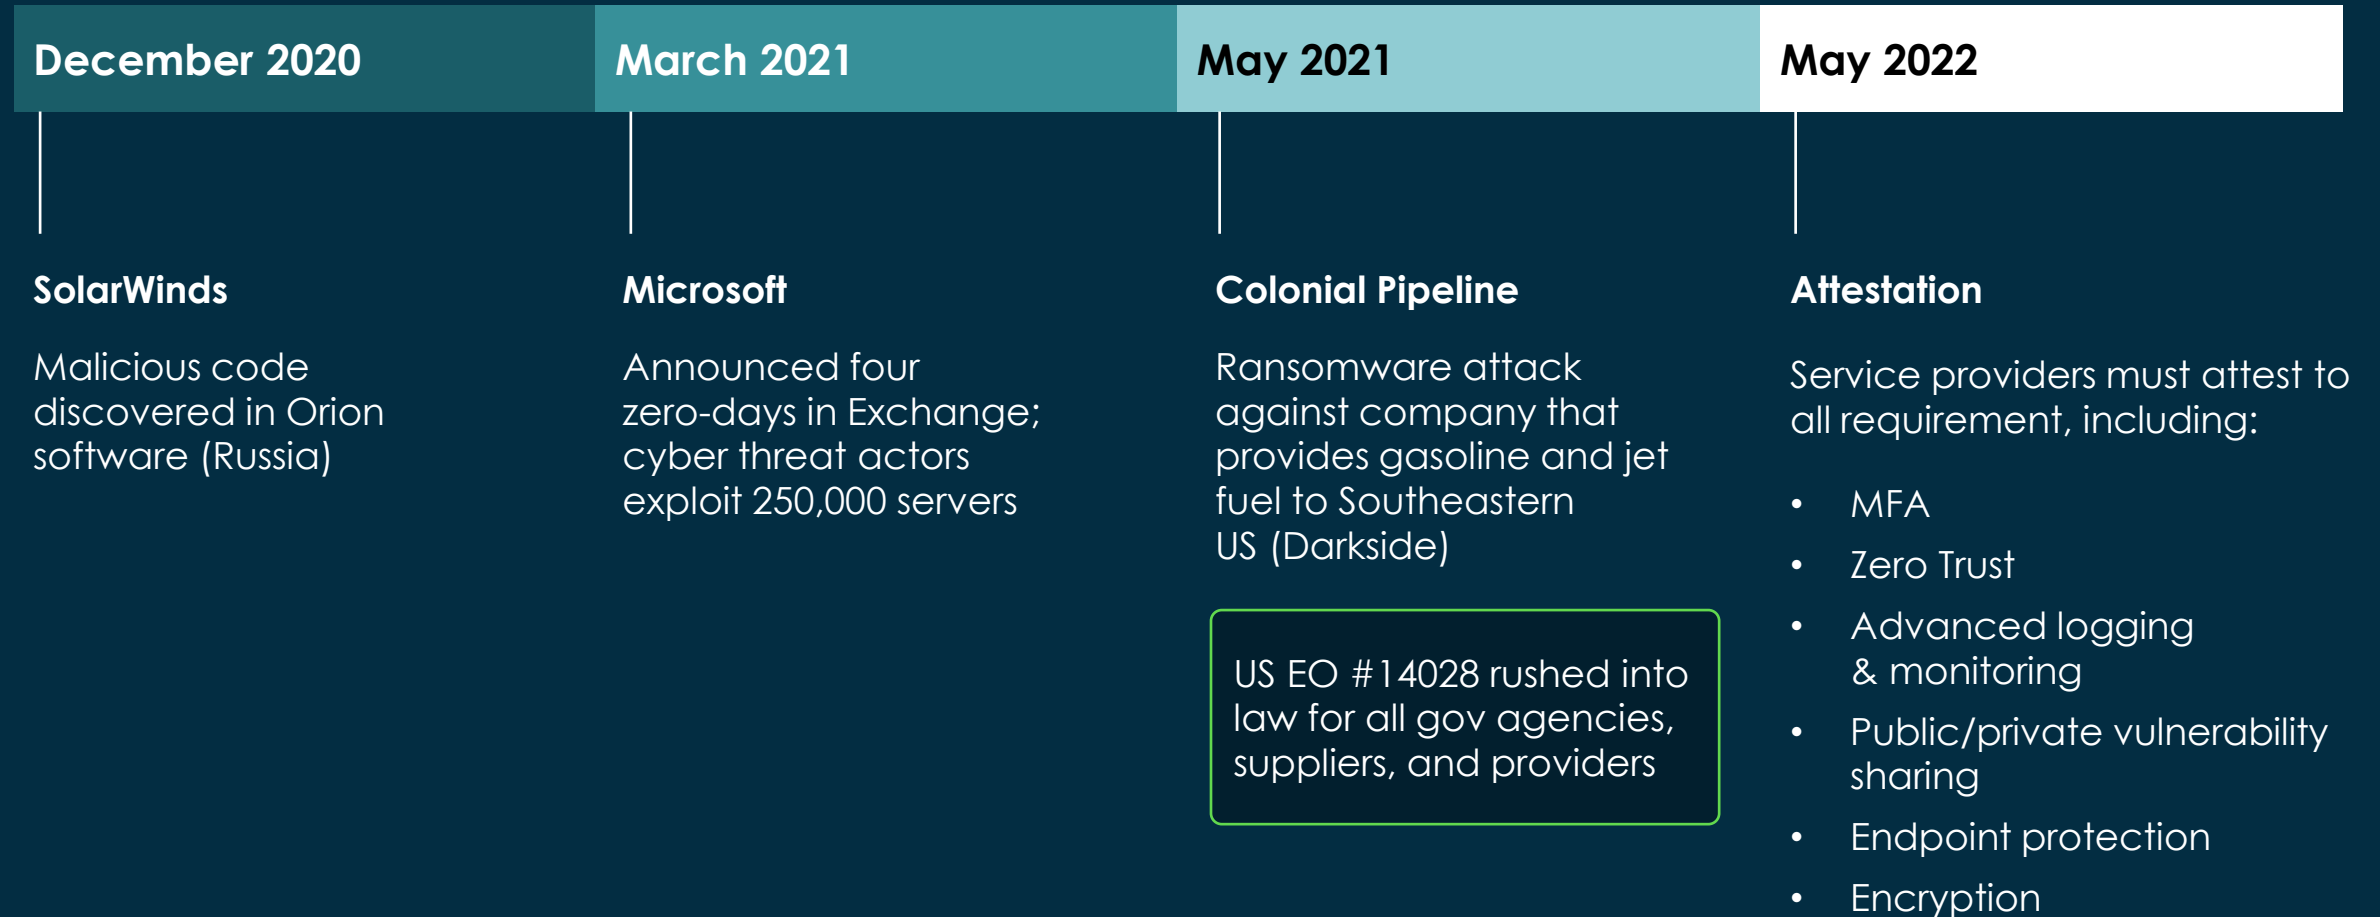 December 2020
March 2021
May 2021
May 2022
SolarWinds
Malicious code
discovered in Orion
software (Russia)
Microsoft
Announced four
zero-days in Exchange;
cyber threat actors
exploit 250,000 servers
Colonial Pipeline
Ransomware attack
against company that
provides gasoline and jet
fuel to Southeastern
US (Darkside)
US EO #14028 rushed into
law for all gov agencies,
suppliers, and providers
Attestation
Service providers must attest to
all requirement, including:
• MFA
• Zero Trust
• Advanced logging
& monitoring
• Public/private vulnerability
sharing
• Endpoint protection
• Encryption